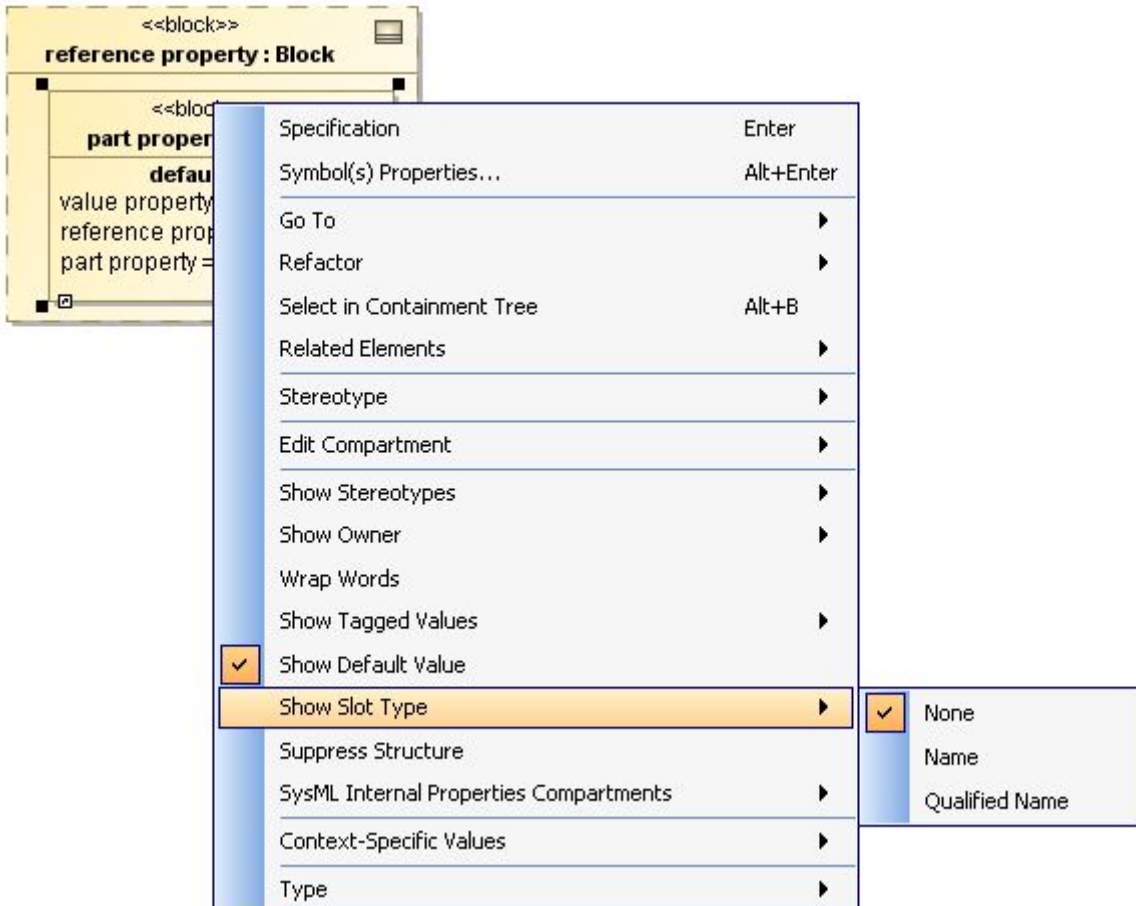 <<block>>
reference property : Block
<<bloc
part proper
defau
value property
reference prop
part property =
Specification Enter
Symbol(s) Properties... Alt+Enter
Go To
Refactor
Select in Containment Tree Alt+B
Related Elements
Stereotype
Edit Compartment
Show Stereotypes
Show Owner
Wrap Words
Show Tagged Values
Show Default Value
Show Slot Type
None
Name
Qualified Name
Suppress Structure
SysML Internal Properties Compartments
Context-Specific Values
Type